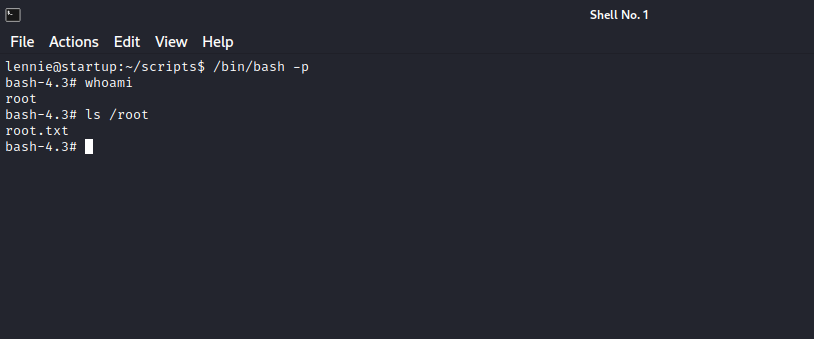 Shell No. 1
File Actions Edit View Help
lennie@startup:~/scripts$ /bin/bash -p
bash-4.3# whoami
root
bash-4.3# ls /root
root.txt
bash-4.3#